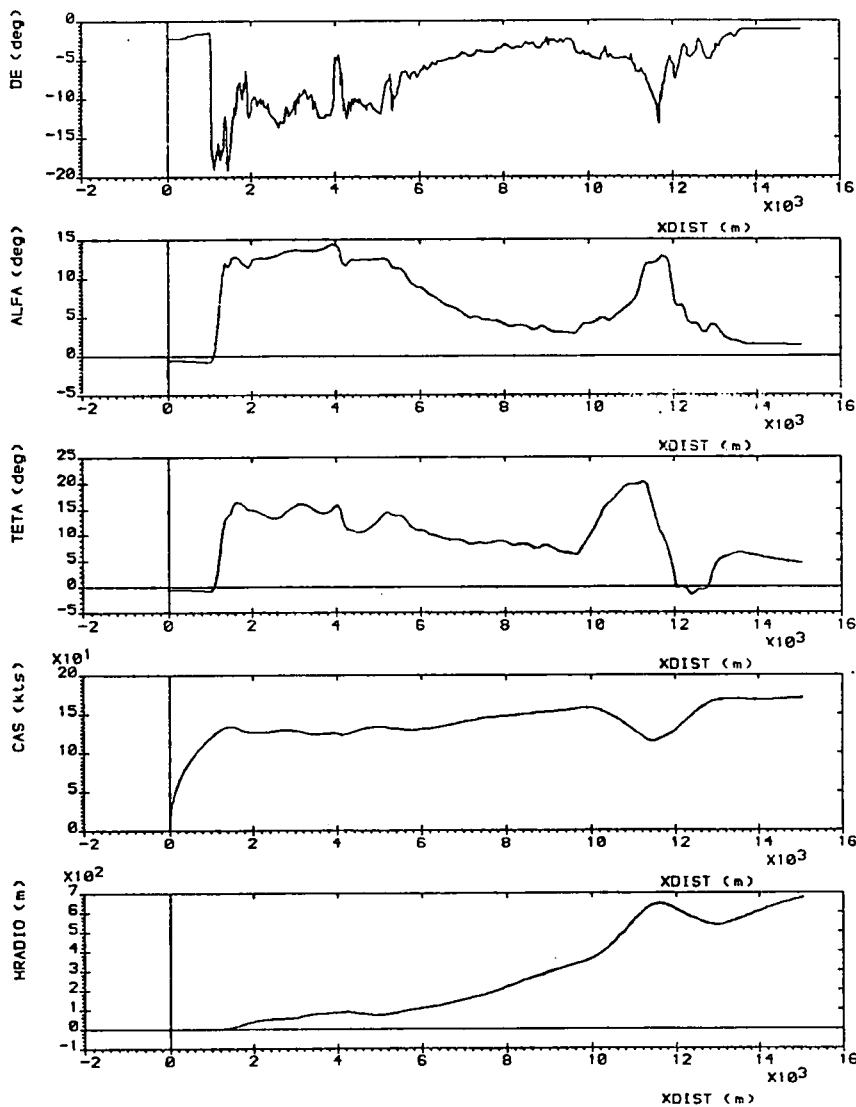 0
-5
-10
-15
-20
DE (deg)
-2 0 2 4 6 8 10 12 14 16
X10³
XDIST (m)
15
10
5
0
-5
ALFA (deg)
-2 0 2 4 6 8 10 12 14 16
X10³
XDIST (m)
25
20
15
10
5
0
-5
TETA (deg)
-2 0 2 4 6 8 10 12 14 16
X10³
XDIST (m)
X10¹
20
15
10
5
0
CAS (kts)
-2 0 2 4 6 8 10 12 14 16
X10³
XDIST (m)
X10²
7
6
5
4
3
2
1
0
-1
HRADIO (m)
-2 0 2 4 6 8 10 12 14 16
X10³
XDIST (m)